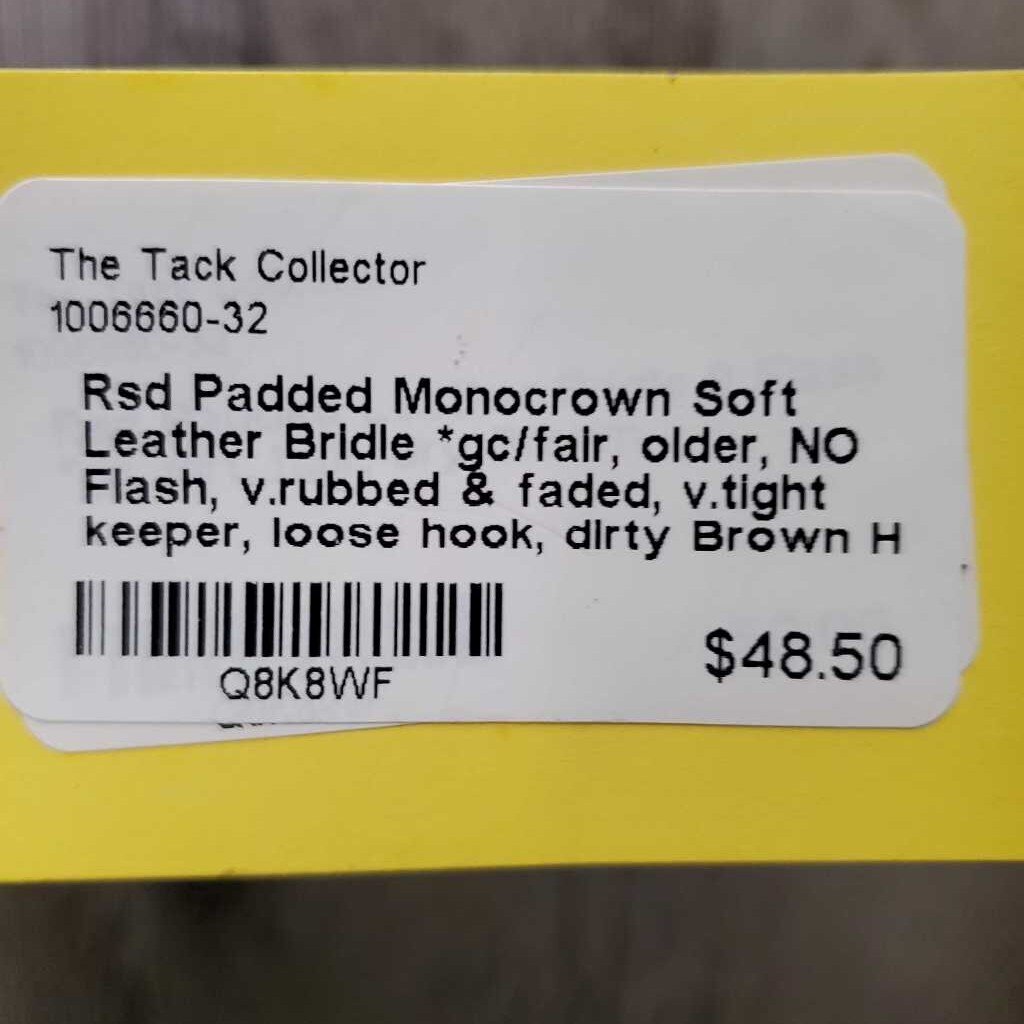 The Tack Collector
1006660-32
Rsd Padded Monocrown Soft
Leather Bridle *gc/fair, older, NO
Flash, v.rubbed & faded, v.tight
keeper, loose hook, dirty Brown H
Q8K8WF
$48.50